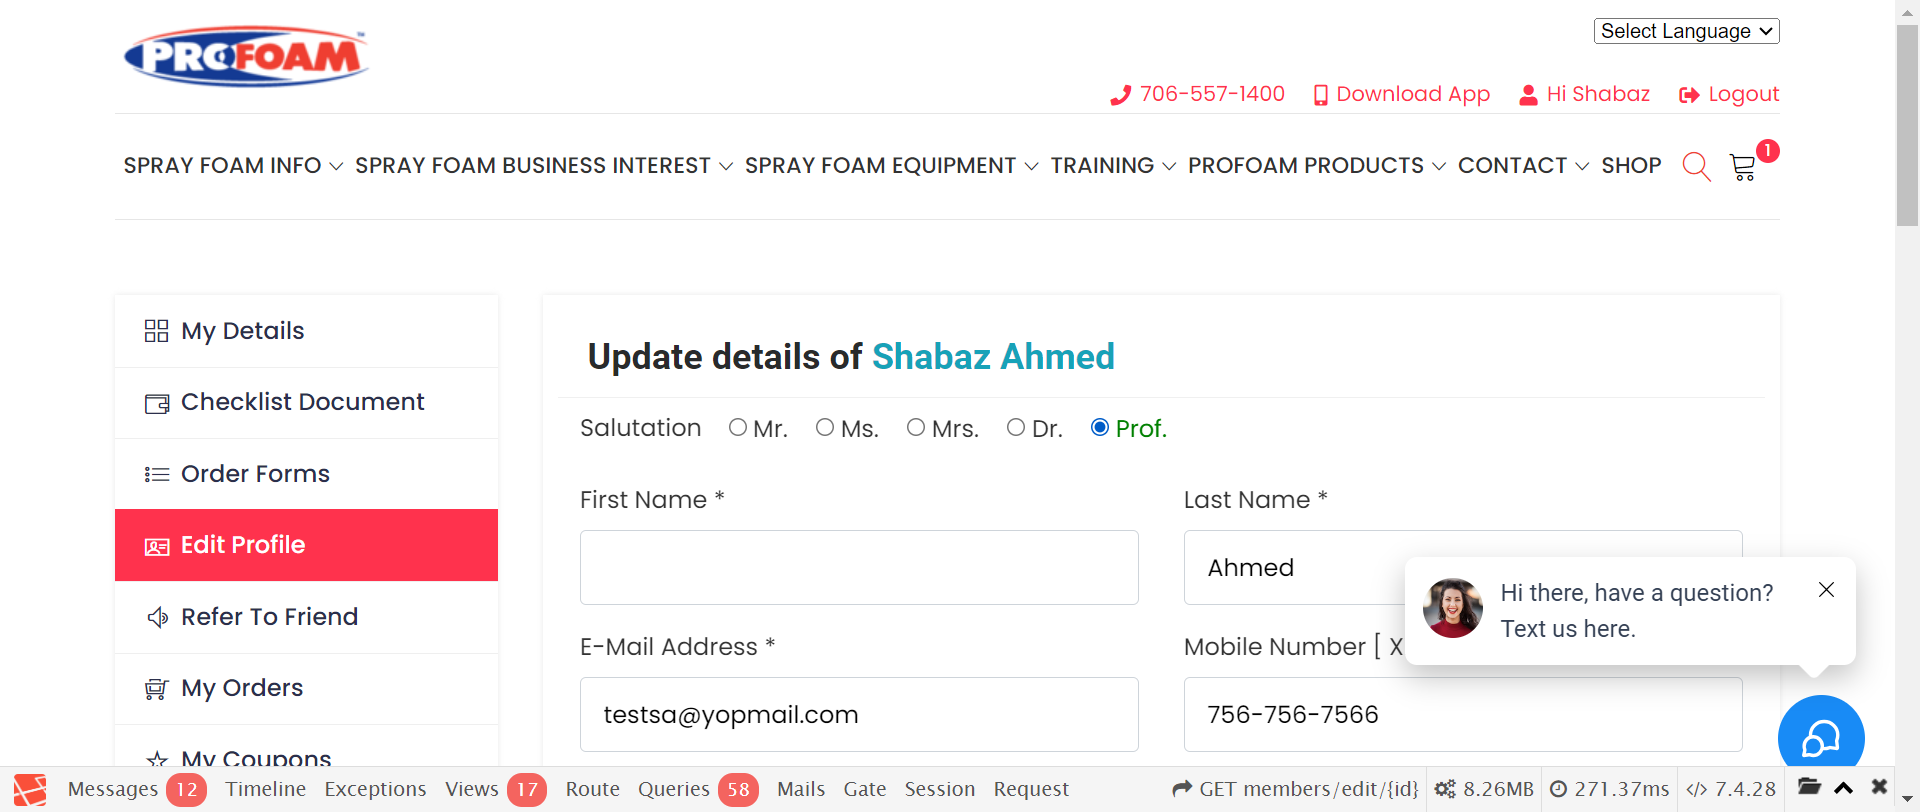 PROFOAM™
Select Language
706-557-1400 Download App Hi Shabaz Logout
SPRAY FOAM INFO SPRAY FOAM BUSINESS INTEREST SPRAY FOAM EQUIPMENT TRAINING PROFOAM PRODUCTS CONTACT SHOP 1
My Details
Checklist Document
Order Forms
Edit Profile
Refer To Friend
My Orders
My Coupons
Update details of Shabaz Ahmed
Salutation Mr. Ms. Mrs. Dr. Prof.
First Name * Last Name *
Ahmed
E-Mail Address * Mobile Number [ X
testsa@yopmail.com 756-756-7566
Hi there, have a question?
Text us here.
Messages 12 Timeline Exceptions Views 17 Route Queries 58 Mails Gate Session Request GET members/edit/{id} 8.26MB 271.37ms </> 7.4.28